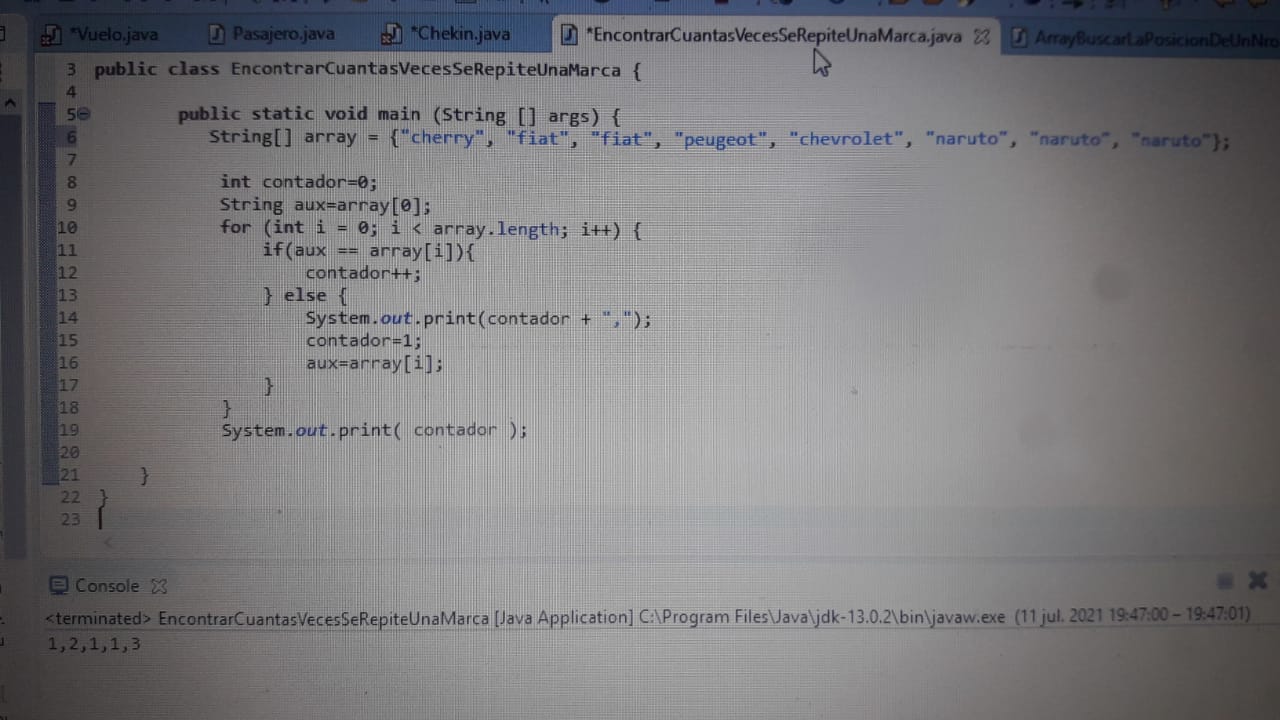 *Vuelo.java Pasajero.java *Chekin.java *EncontrarCuantasVecesSeRepiteUnaMarca.java ArrayBuscarLaPosicionDeUnNro
3 public class EncontrarCuantasVecesSeRepiteUnaMarca {
4
5 public static void main (String [] args) {
6 String[] array = {"cherry", "fiat", "fiat", "peugeot", "chevrolet", "naruto", "naruto", "naruto"};
7
8 int contador=0;
9 String aux=array[0];
10 for (int i = 0; i < array.length; i++) {
11 if(aux == array[i]){
12 contador++;
13 } else {
14 System.out.print(contador + ",");
15 contador=1;
16 aux=array[i];
17 }
18 }
19 System.out.print( contador );
20
21 }
22 }
23
Console
<terminated> EncontrarCuantasVecesSeRepiteUnaMarca [Java Application] C:\Program Files\Java\jdk-13.0.2\bin\javaw.exe (11 jul. 2021 19:47:00 – 19:47:01)
1,2,1,1,3